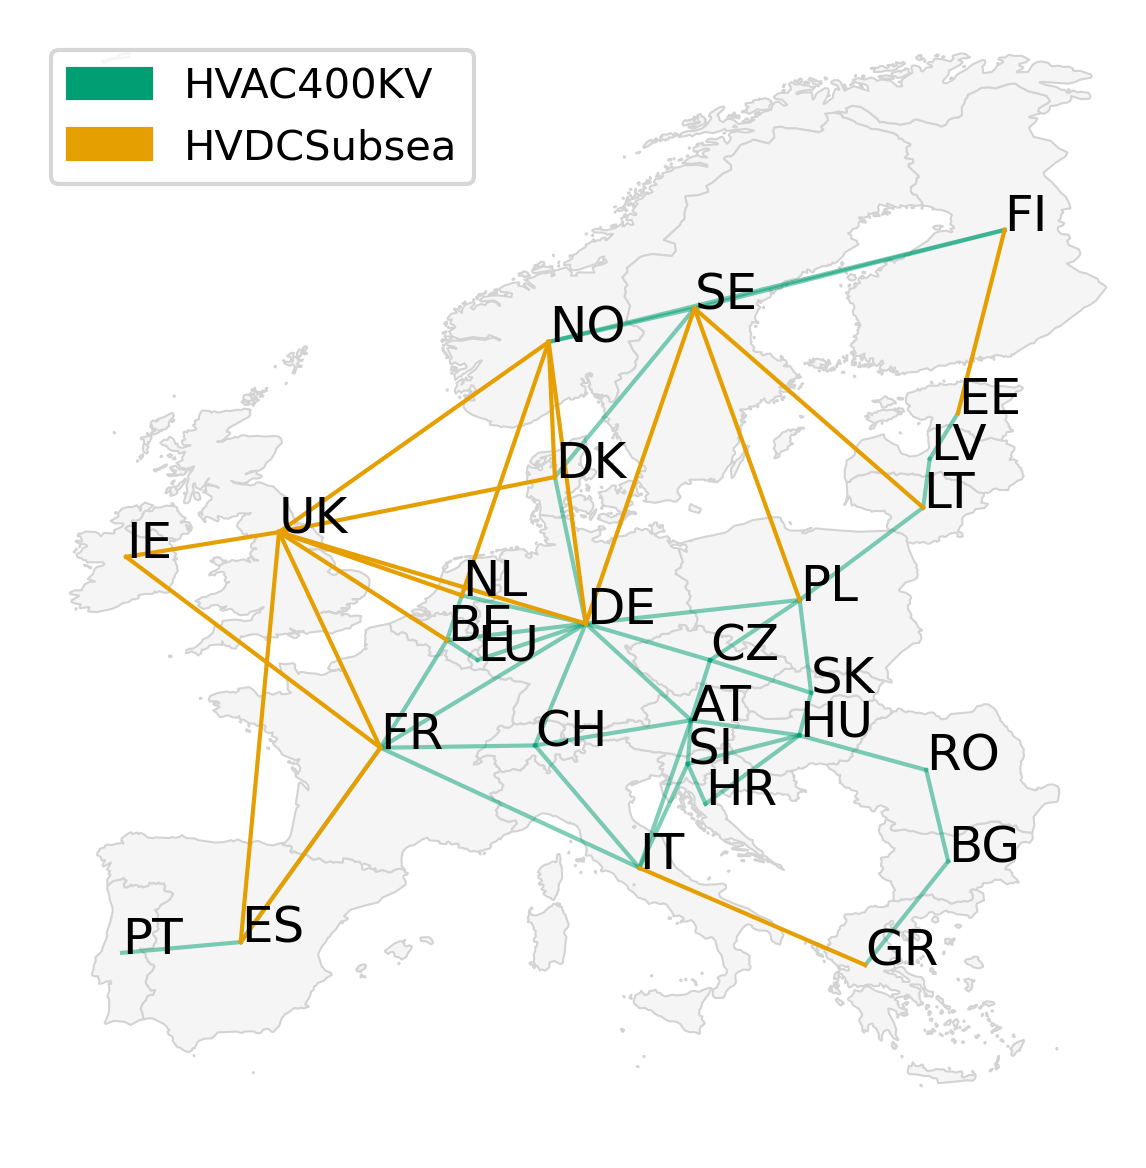 HVAC400KV
HVDCSubsea
FI
SE
NO
EE
LV
DK
LT
UK
IE
NL
PL
DE
BE
LU
CZ
SK
AT
HU
FR
CH
SI
RO
HR
IT
BG
ES
PT
GR